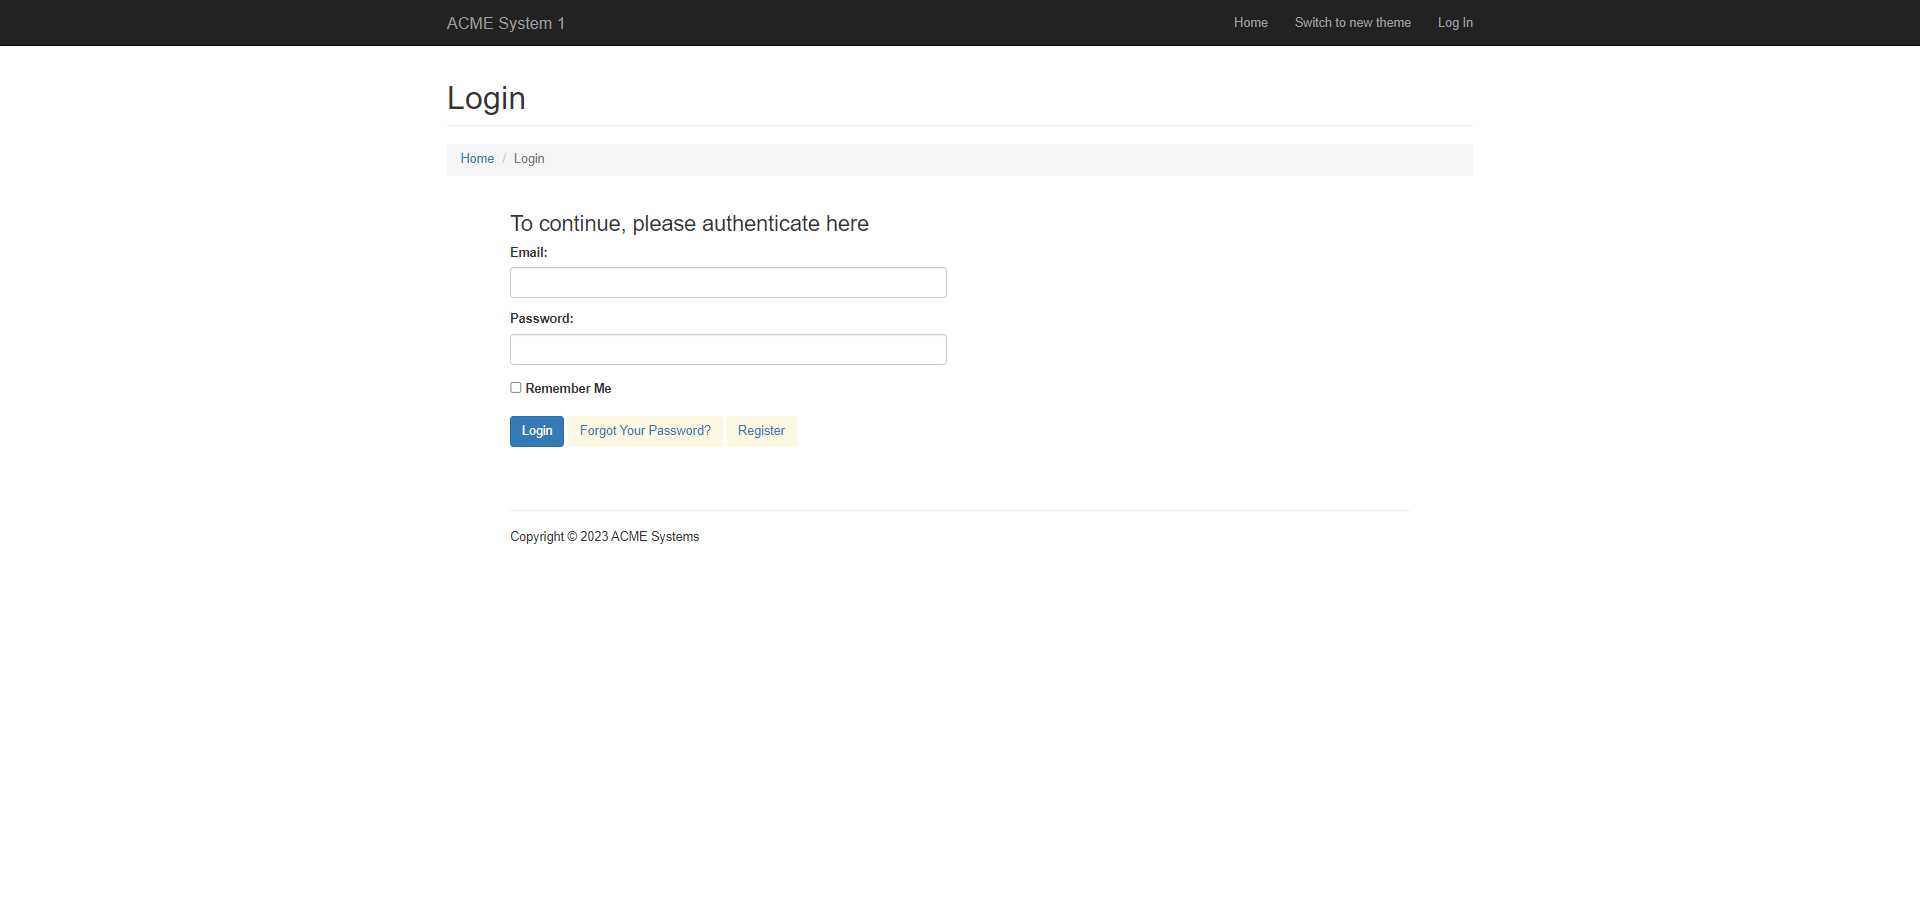 ACME System 1
Home
Switch to new theme
Log In
Login
Home / Login
To continue, please authenticate here
Email:
Password:
Remember Me
Login
Forgot Your Password?
Register
Copyright © 2023 ACME Systems